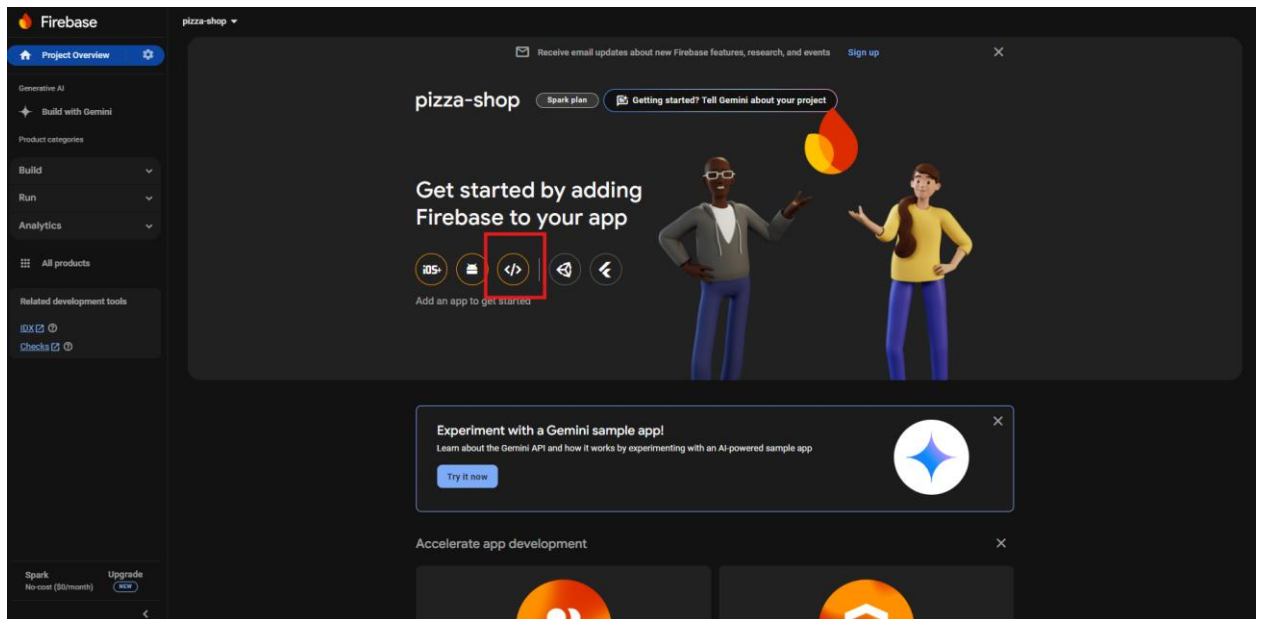 Firebase
pizza-shop
Project Overview
Receive email updates about new Firebase features, research, and events Sign up
Generative AI
Build with Gemini
Product categories
Build
Run
Analytics
All products
Related development tools
IDX
Checks
Spark
No-cost ($0/month)
Upgrade
NEW
pizza-shop
Spark plan
Getting started? Tell Gemini about your project
Get started by adding
Firebase to your app
iOS+
</>
Add an app to get started
Experiment with a Gemini sample app!
Learn about the Gemini API and how it works by experimenting with an AI-powered sample app
Try it now
Accelerate app development